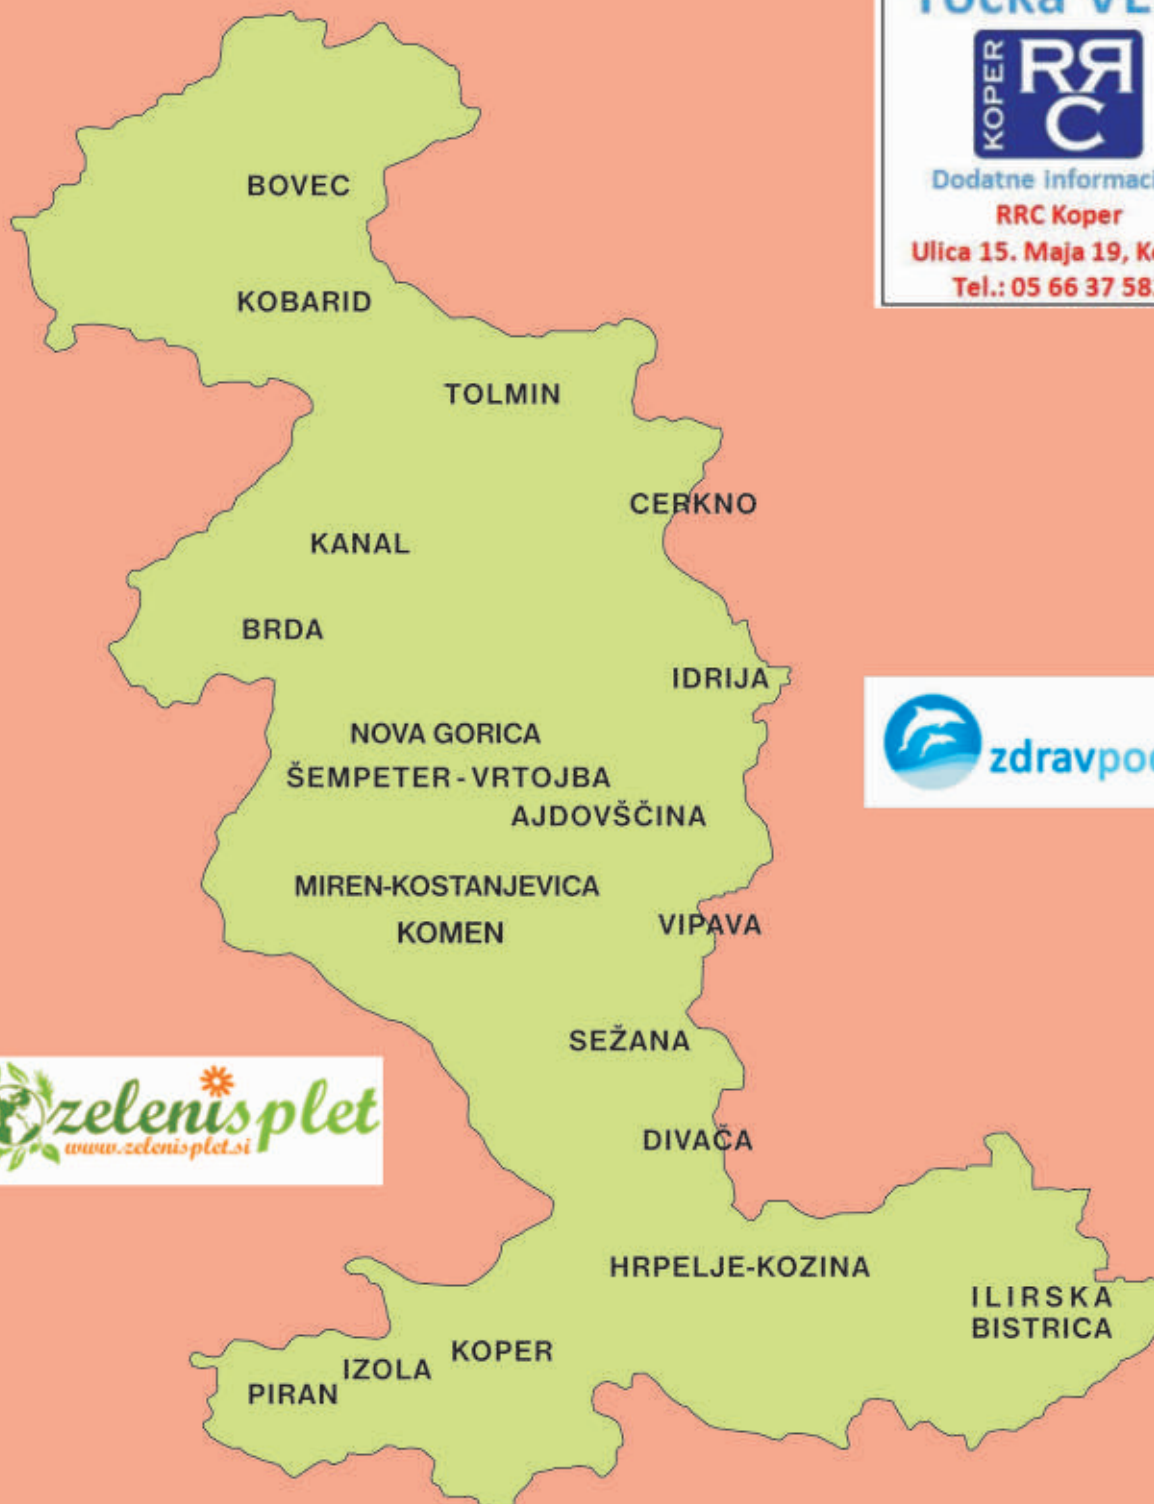 KOPER
RRC
Dodatne informaci
RRC Koper
Ulica 15. Maja 19, K
Tel.: 05 66 37 58
BOVEC
KOBARID
TOLMIN
CERKNO
KANAL
BRDA
IDRIJA
NOVA GORICA
ŠEMPETER - VRTOJBA
AJDOVŠČINA
zdravpo
MIREN-KOSTANJEVICA
VIPAVA
KOMEN
SEŽANA
zelenisplet
www.zelenisplet.si
DIVAČA
HRPELJE-KOZINA
ILIRSKA
BISTRICA
KOPER
IZOLA
PIRAN